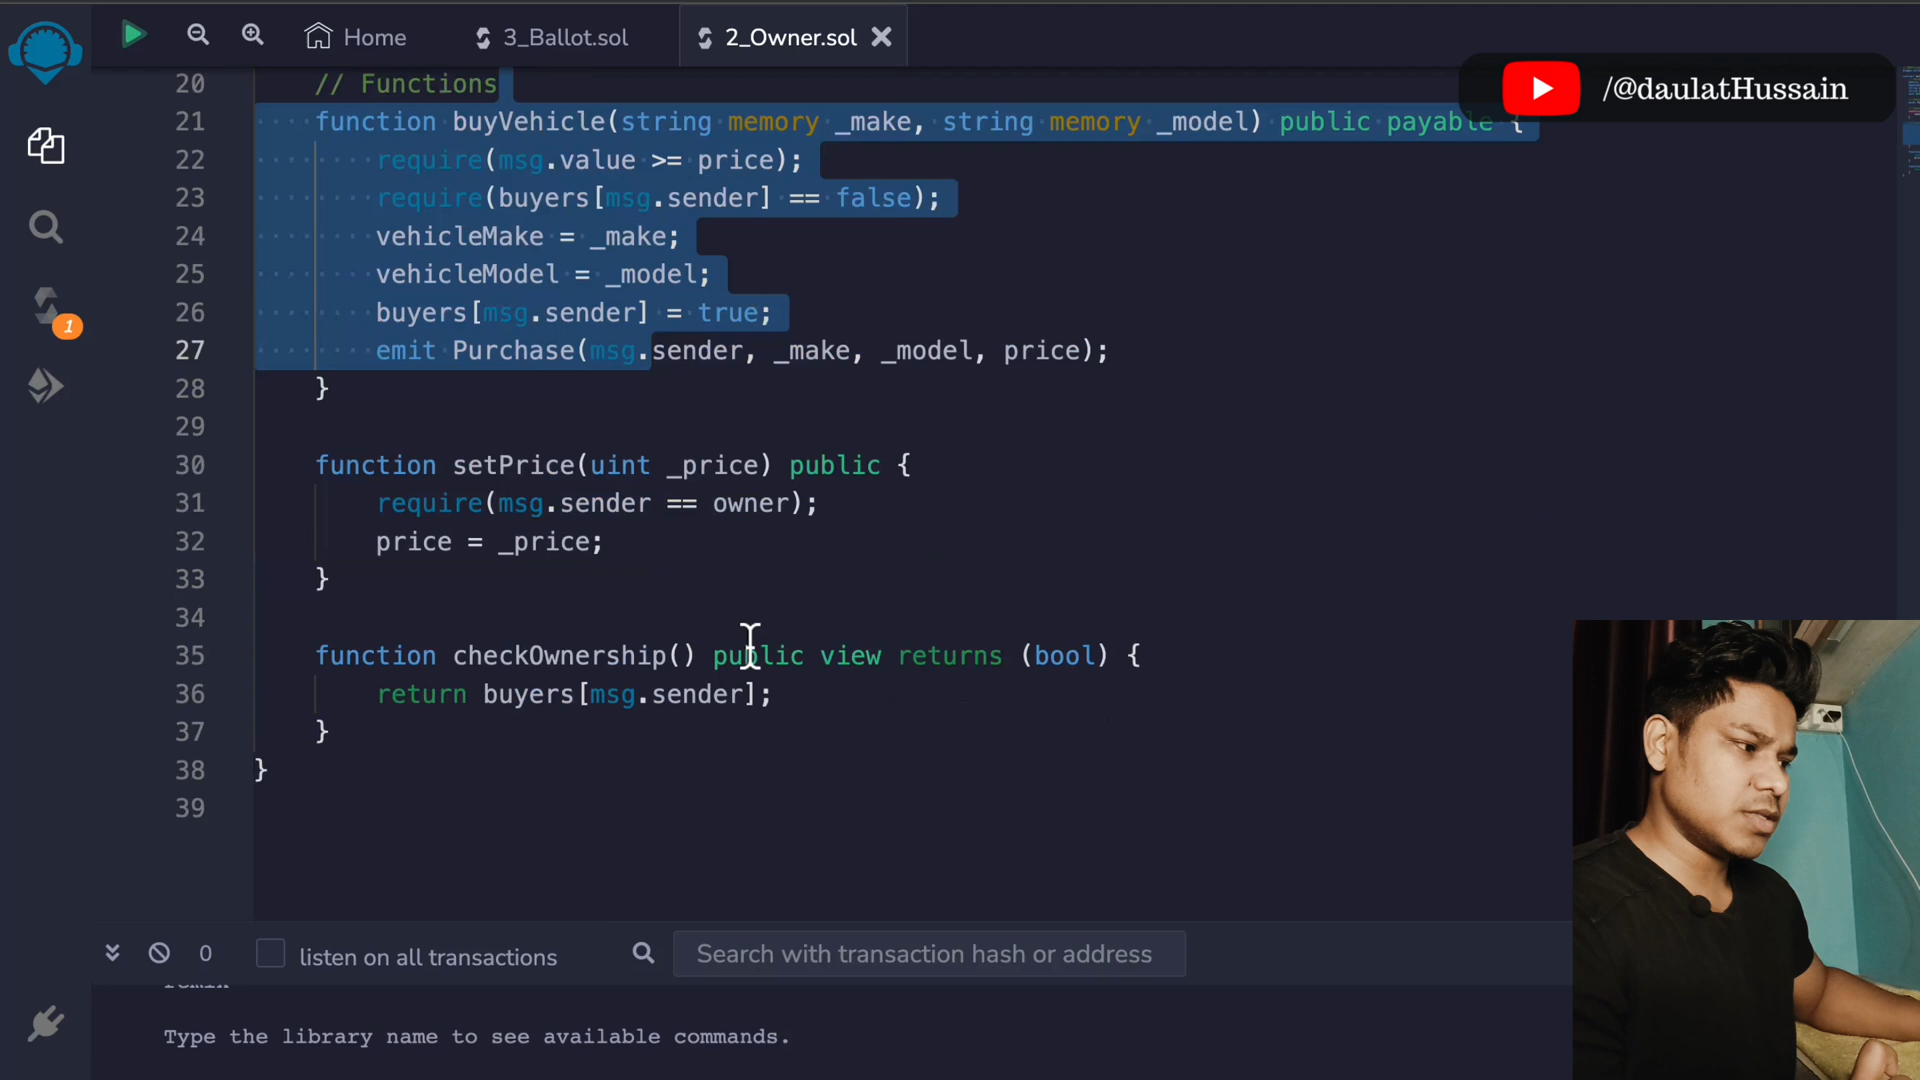 Home
3_Ballot.sol
2_Owner.sol
/@daulatHussain
20 // Functions
21 function buyVehicle(string memory _make, string memory _model) public payable {
22 require(msg.value >= price);
23 require(buyers[msg.sender] == false);
24 vehicleMake = _make;
25 vehicleModel = _model;
26 buyers[msg.sender] = true;
27 emit Purchase(msg.sender, _make, _model, price);
28 }
29
30 function setPrice(uint _price) public {
31 require(msg.sender == owner);
32 price = _price;
33 }
34
35 function checkOwnership() public view returns (bool) {
36 return buyers[msg.sender];
37 }
38 }
39
1
0
listen on all transactions
Search with transaction hash or address
Type the library name to see available commands.